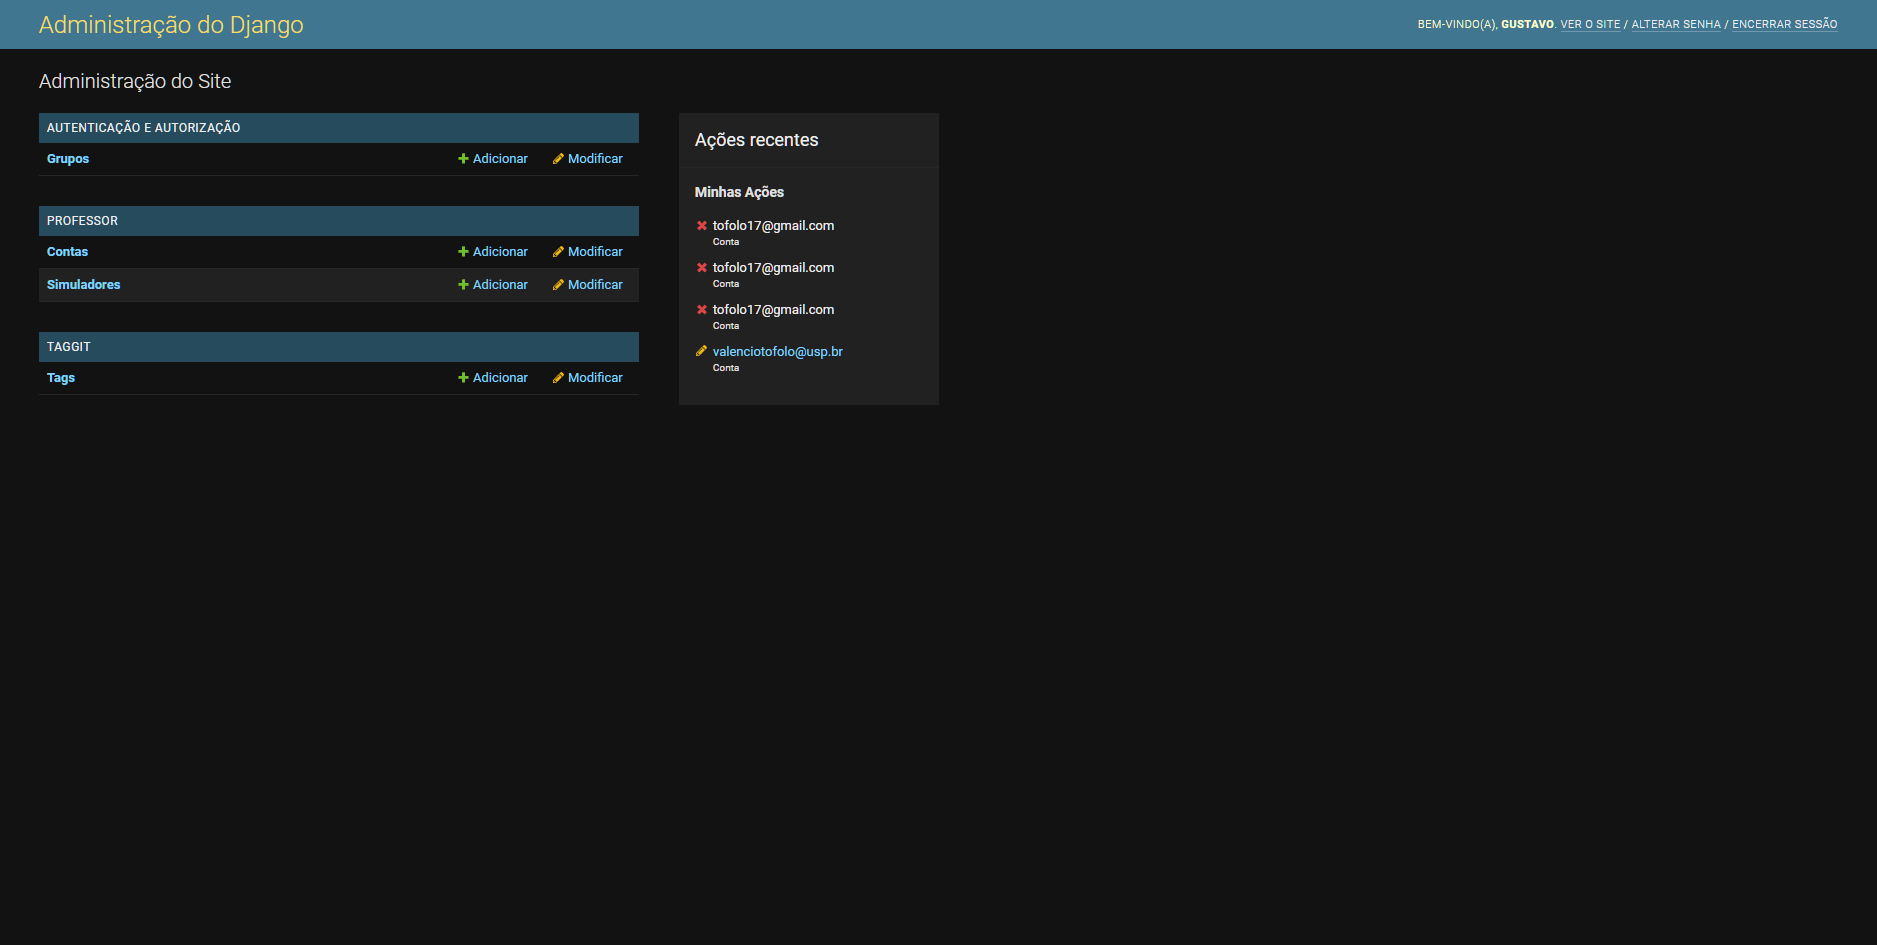 Administração do Django
BEM-VINDO(A), GUSTAVO. VER O SITE / ALTERAR SENHA / ENCERRAR SESSÃO
Administração do Site
AUTENTICAÇÃO E AUTORIZAÇÃO
Grupos Adicionar Modificar
PROFESSOR
Contas Adicionar Modificar
Simuladores Adicionar Modificar
TAGGIT
Tags Adicionar Modificar
Ações recentes
Minhas Ações
tofolo17@gmail.com
Conta
tofolo17@gmail.com
Conta
tofolo17@gmail.com
Conta
valenciotofolo@usp.br
Conta